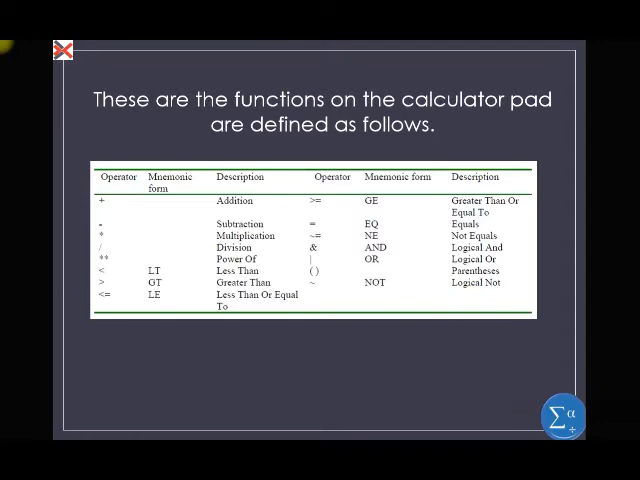 These are the functions on the calculator pad
are defined as follows.
Operator Mnemonic form Description Operator Mnemonic form Description
+ Addition >= GE Greater Than Or Equal To
- Subtraction = EQ Equals
* Multiplication ~= NE Not Equals
/ Division & AND Logical And
** Power Of | OR Logical Or
< LT Less Than ( ) Parentheses
> GT Greater Than ~ NOT Logical Not
<= LE Less Than Or Equal To
Σ α +